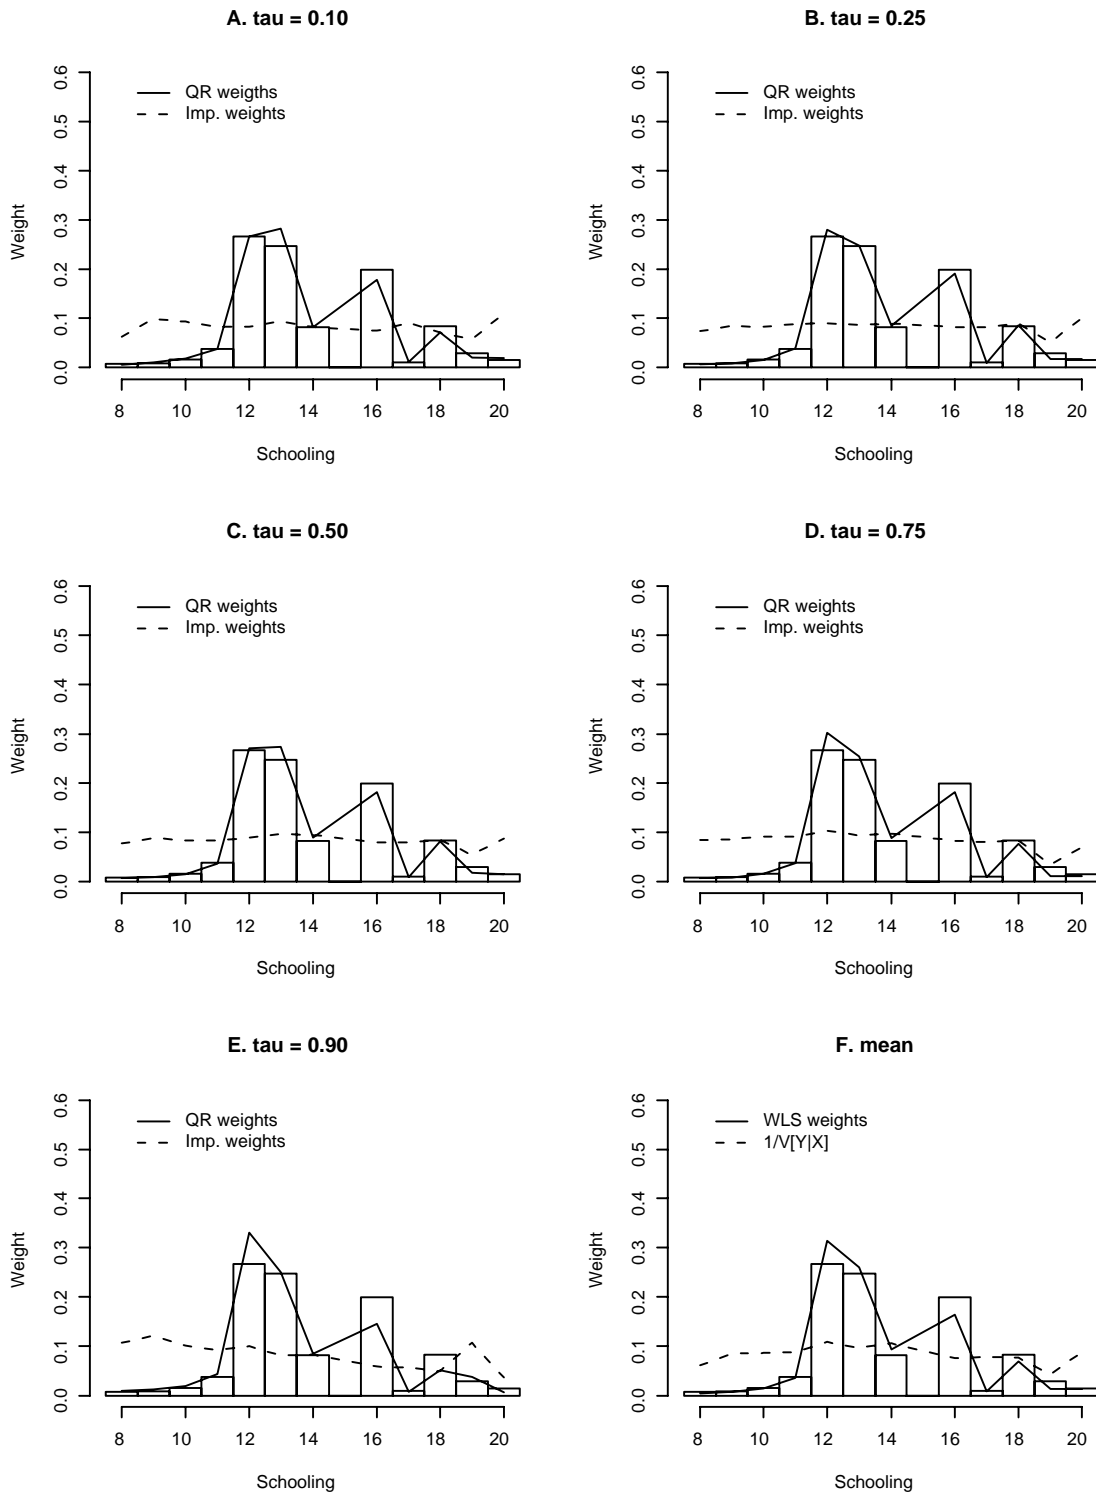 A. tau = 0.10
Weight
0.0 0.1 0.2 0.3 0.4 0.5 0.6
QR weigths
Imp. weights
8 10 12 14 16 18 20
Schooling
B. tau = 0.25
Weight
0.0 0.1 0.2 0.3 0.4 0.5 0.6
QR weights
Imp. weights
8 10 12 14 16 18 20
Schooling
C. tau = 0.50
Weight
0.0 0.1 0.2 0.3 0.4 0.5 0.6
QR weights
Imp. weights
8 10 12 14 16 18 20
Schooling
D. tau = 0.75
Weight
0.0 0.1 0.2 0.3 0.4 0.5 0.6
QR weights
Imp. weights
8 10 12 14 16 18 20
Schooling
E. tau = 0.90
Weight
0.0 0.1 0.2 0.3 0.4 0.5 0.6
QR weights
Imp. weights
8 10 12 14 16 18 20
Schooling
F. mean
Weight
0.0 0.1 0.2 0.3 0.4 0.5 0.6
WLS weights
1/V[Y|X]
8 10 12 14 16 18 20
Schooling